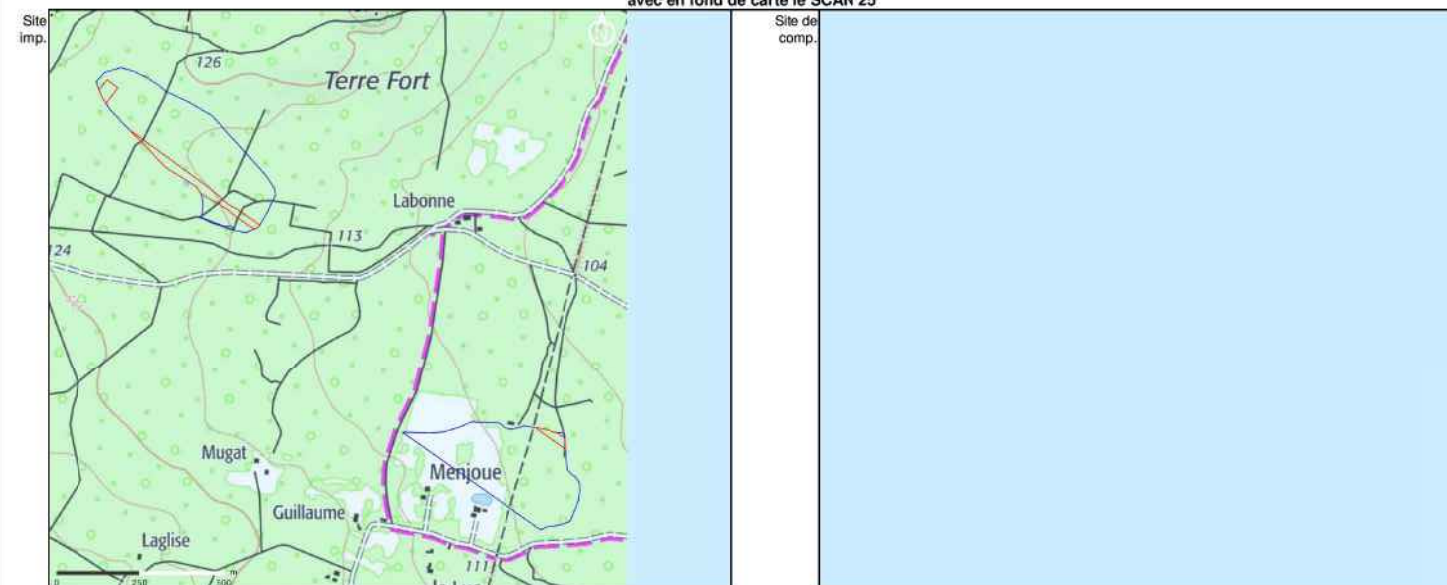 avec en fond de carte le SCAN 25
Site
imp.
Site de
comp.
126
Terre Fort
Labonne
113
124
104
Mugat
Menjoue
Guillaume
Laglise
111
0 250 500 m